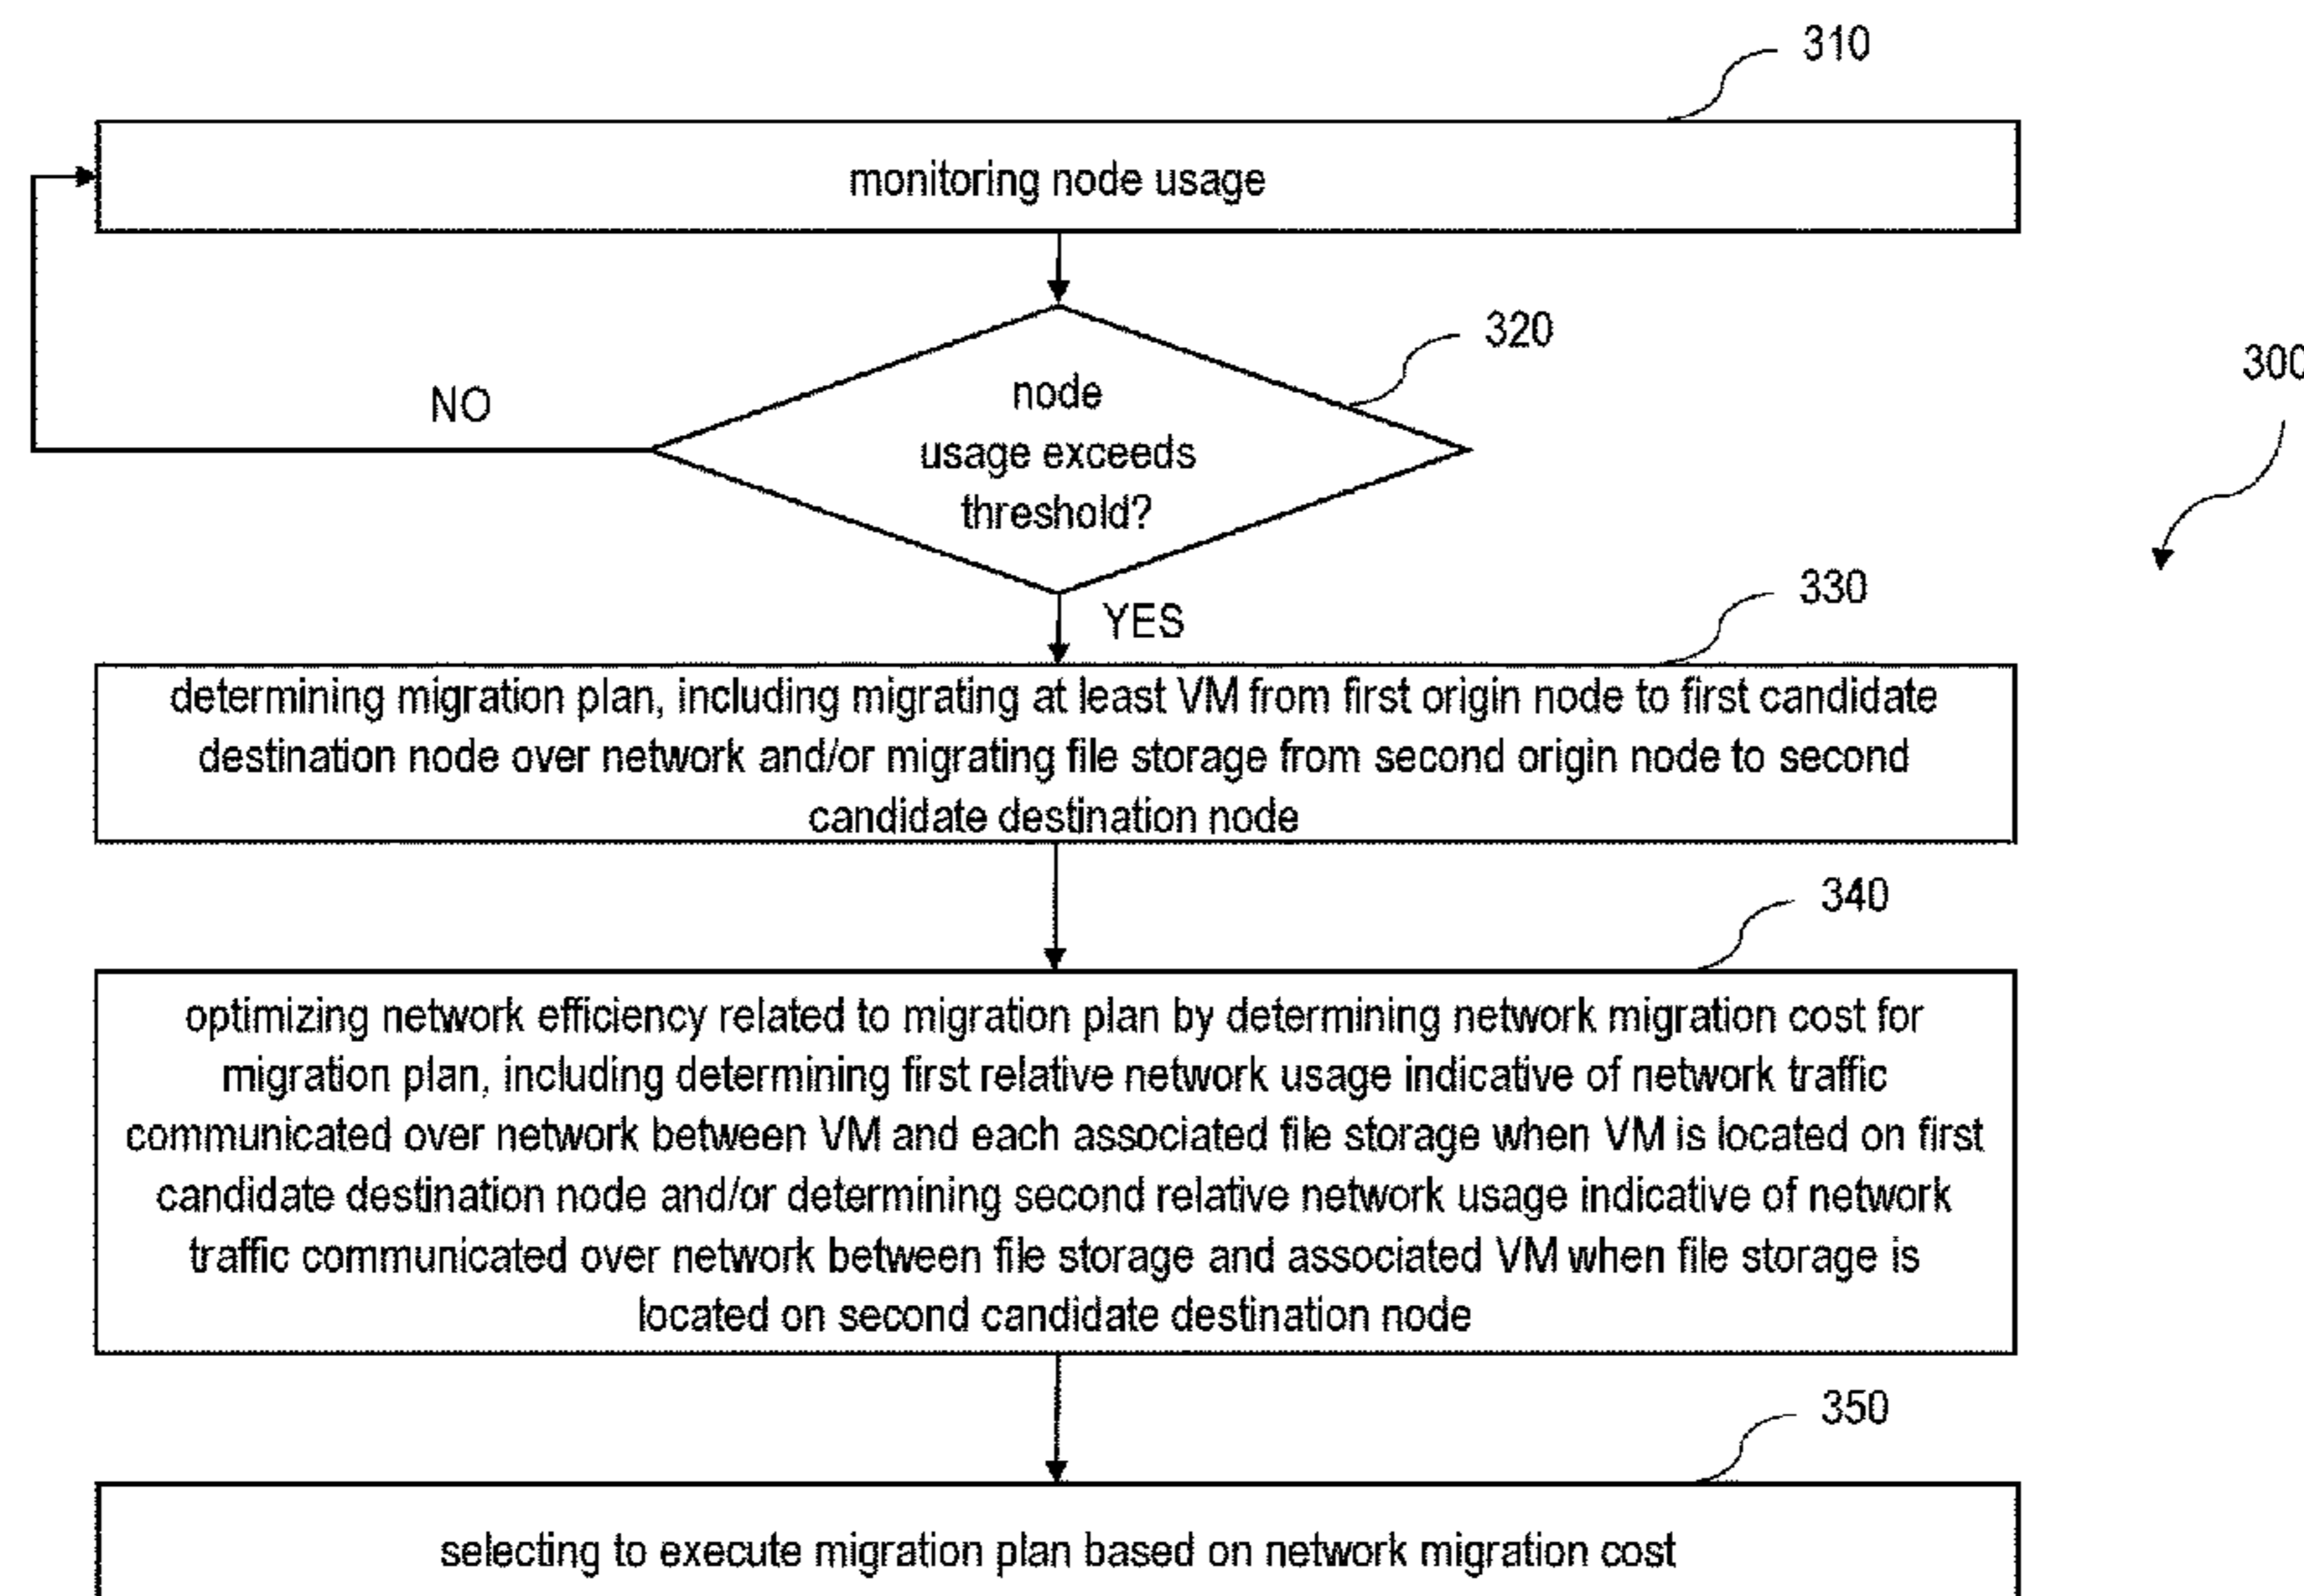 310
monitoring node usage
320
300
NO
node
usage exceeds
threshold?
YES
330
determining migration plan, including migrating at least VM from first origin node to first candidate
destination node over network and/or migrating file storage from second origin node to second
candidate destination node
340
optimizing network efficiency related to migration plan by determining network migration cost for
migration plan, including determining first relative network usage indicative of network traffic
communicated over network between VM and each associated file storage when VM is located on first
candidate destination node and/or determining second relative network usage indicative of network
traffic communicated over network between file storage and associated VM when file storage is
located on second candidate destination node
350
selecting to execute migration plan based on network migration cost